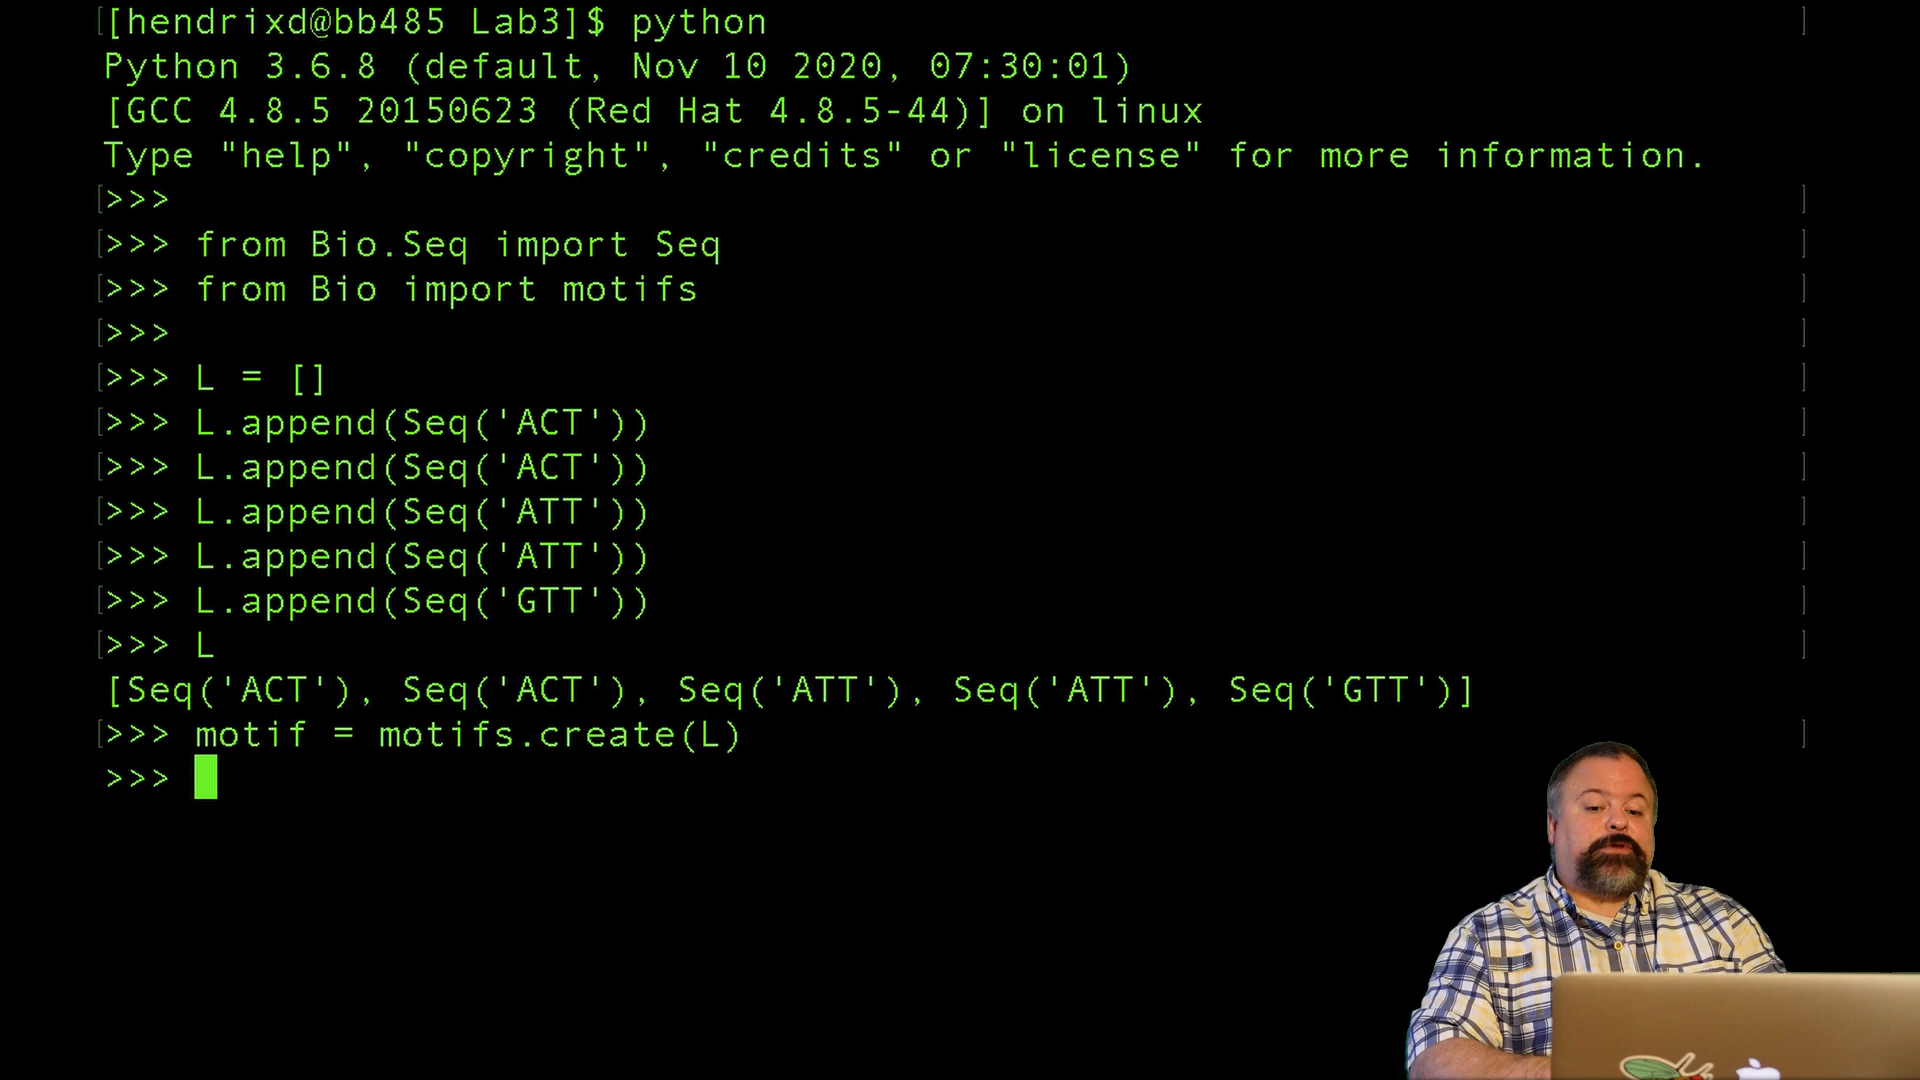 [hendrixd@bb485 Lab3]$ python
Python 3.6.8 (default, Nov 10 2020, 07:30:01)
[GCC 4.8.5 20150623 (Red Hat 4.8.5-44)] on linux
Type "help", "copyright", "credits" or "license" for more information.
>>>
>>> from Bio.Seq import Seq
>>> from Bio import motifs
>>>
>>> L = []
>>> L.append(Seq('ACT'))
>>> L.append(Seq('ACT'))
>>> L.append(Seq('ATT'))
>>> L.append(Seq('ATT'))
>>> L.append(Seq('GTT'))
>>> L
[Seq('ACT'), Seq('ACT'), Seq('ATT'), Seq('ATT'), Seq('GTT')]
>>> motif = motifs.create(L)
>>>